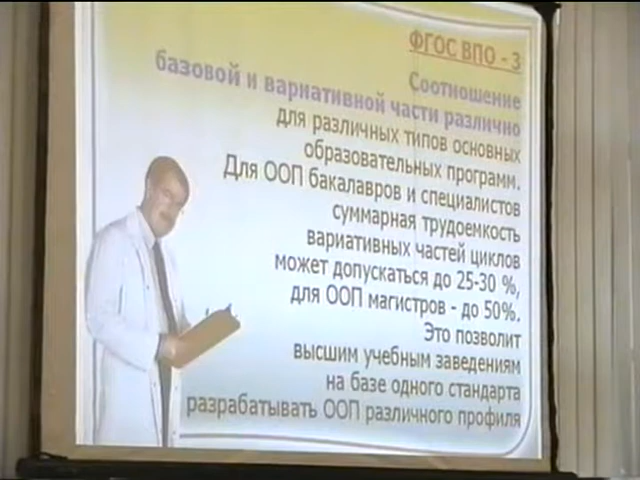 ФГОС ВПО - 3
Соотношение
базовой и вариативной части различно
для различных типов основных
образовательных программ.
Для ООП бакалавров и специалистов
суммарная трудоемкость
вариативных частей циклов
может допускаться до 25-30 %,
для ООП магистров - до 50%.
Это позволит
высшим учебным заведениям
на базе одного стандарта
разрабатывать ООП различного профиля